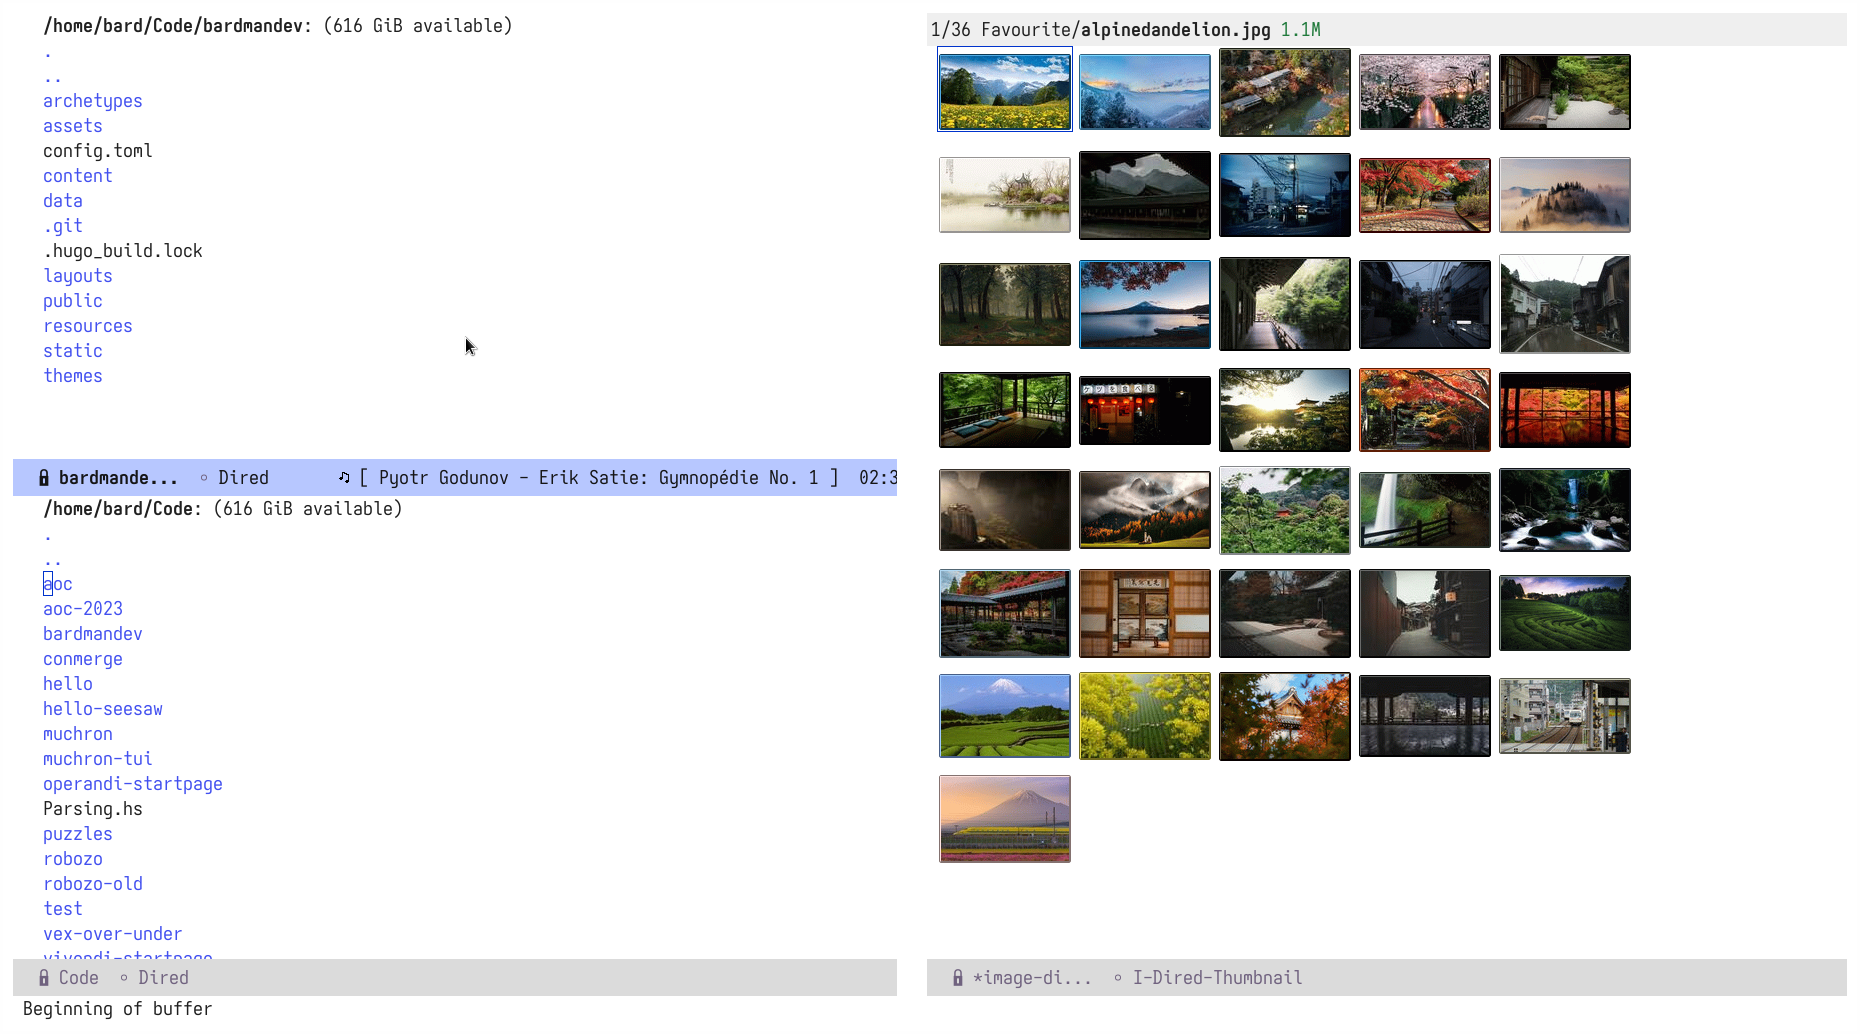 /home/bard/Code/bardmandev: (616 GiB available)
.
..
archetypes
assets
config.toml
content
data
.git
.hugo_build.lock
layouts
public
resources
static
themes
bardmande... ◦ Dired ♫ [ Pyotr Godunov - Erik Satie: Gymnopédie No. 1 ] 02:3
/home/bard/Code: (616 GiB available)
.
..
aoc
aoc-2023
bardmandev
conmerge
hello
hello-seesaw
muchron
muchron-tui
operandi-startpage
Parsing.hs
puzzles
robozo
robozo-old
test
vex-over-under
vivendi-startpage
Code ◦ Dired
Beginning of buffer
1/36 Favourite/alpinedandelion.jpg 1.1M
*image-di... ◦ I-Dired-Thumbnail